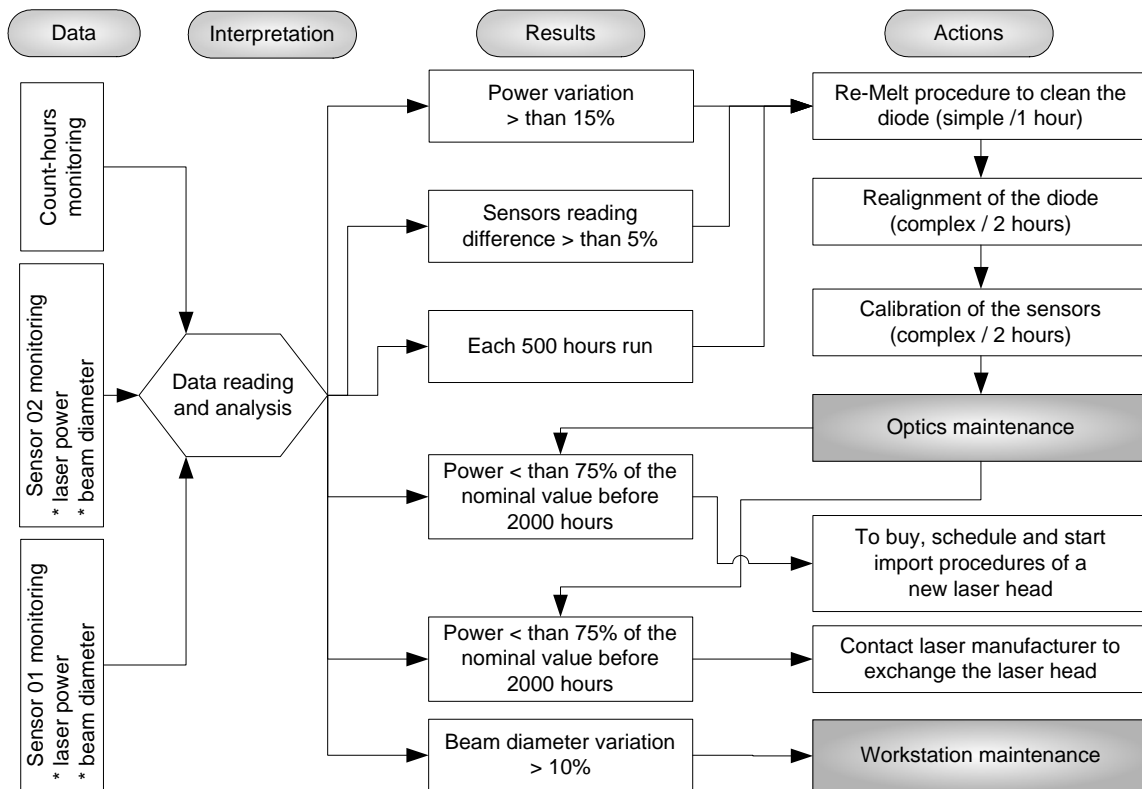 Data
Interpretation
Results
Actions
Count-hours
monitoring
Sensor 02 monitoring
* laser power
* beam diameter
Sensor 01 monitoring
* laser power
* beam diameter
Data reading
and analysis
Power variation
> than 15%
Sensors reading
difference > than 5%
Each 500 hours run
Power < than 75% of the
nominal value before
2000 hours
Power < than 75% of the
nominal value before
2000 hours
Beam diameter variation
> 10%
Re-Melt procedure to clean the
diode (simple /1 hour)
Realignment of the diode
(complex / 2 hours)
Calibration of the sensors
(complex / 2 hours)
Optics maintenance
To buy, schedule and start
import procedures of a
new laser head
Contact laser manufacturer to
exchange the laser head
Workstation maintenance